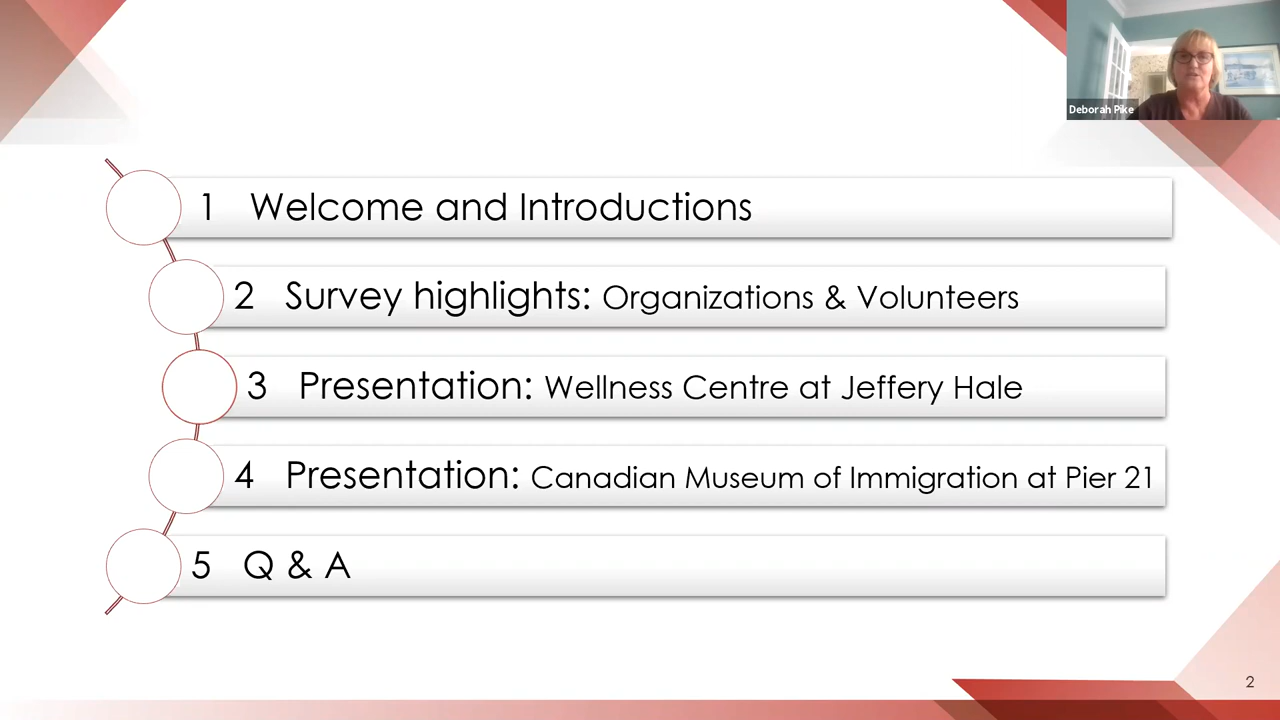 Deborah Pike
1 Welcome and Introductions
2 Survey highlights: Organizations & Volunteers
3 Presentation: Wellness Centre at Jeffery Hale
4 Presentation: Canadian Museum of Immigration at Pier 21
5 Q & A
2